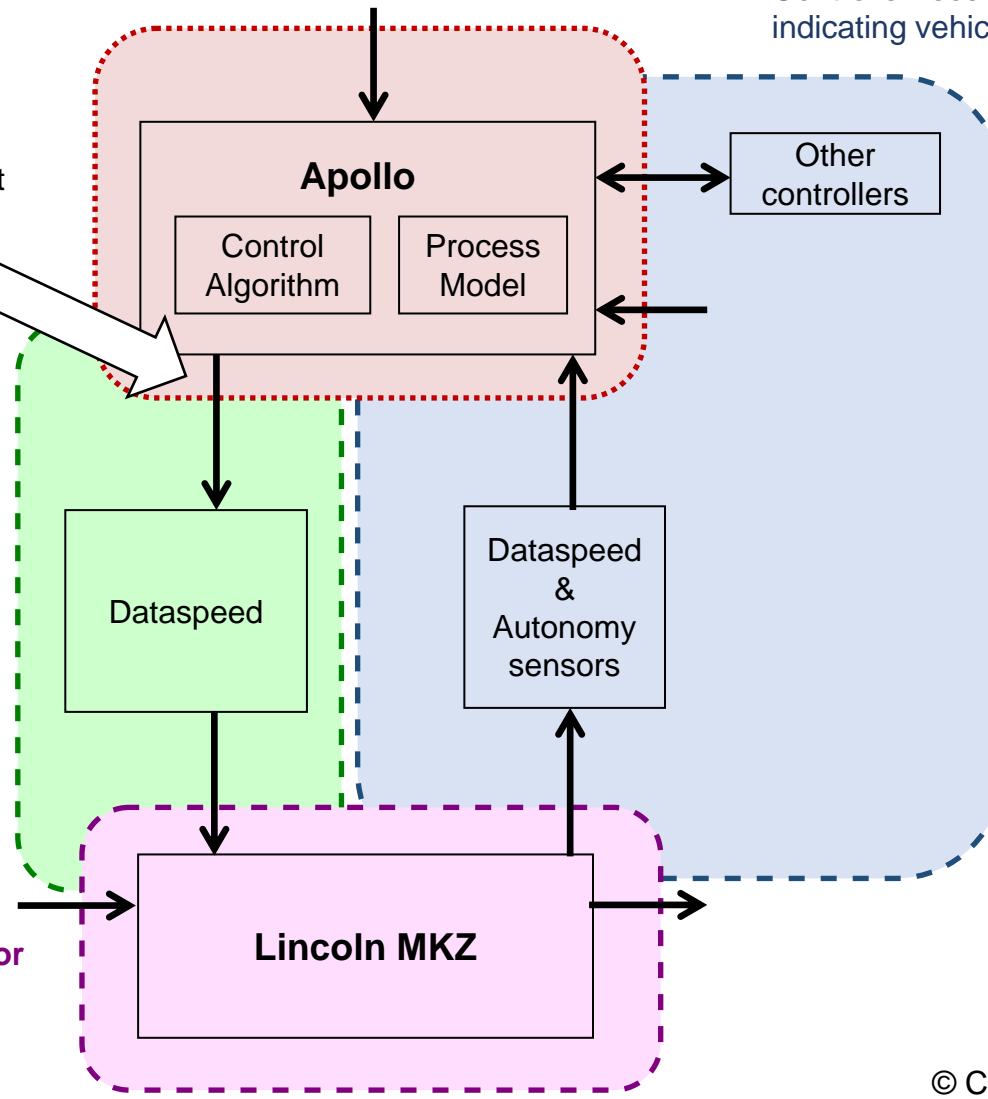 indicating vehic
t
Apollo
Other
controllers
Control
Algorithm
Process
Model
Dataspeed
Dataspeed
&
Autonomy
sensors
or
Lincoln MKZ
© C